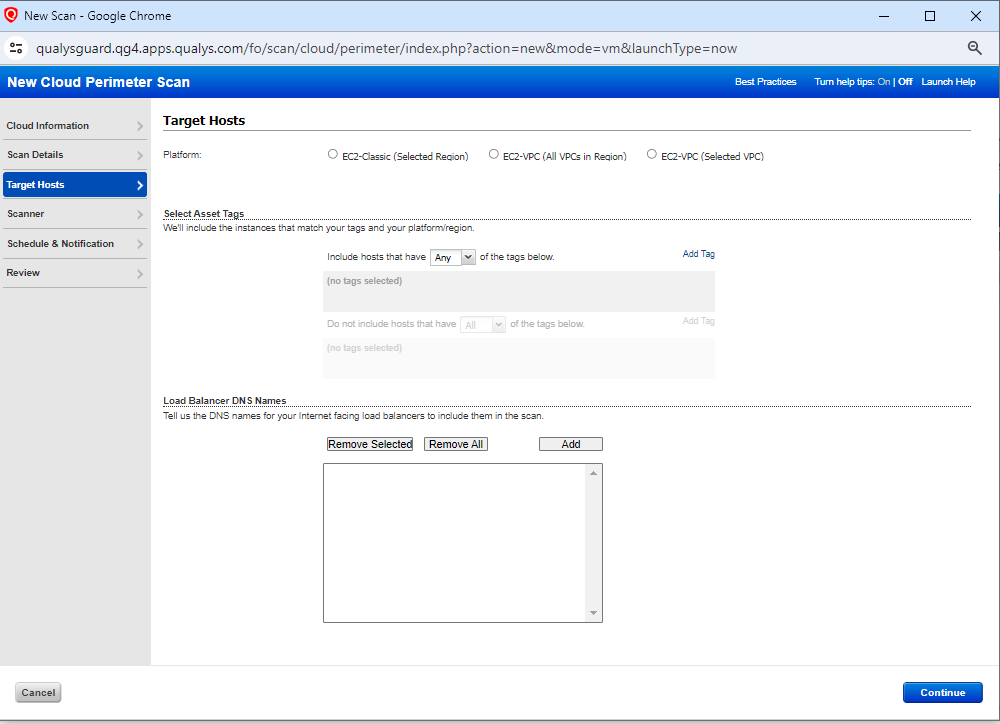 New Scan - Google Chrome
qualysguard.qg4.apps.qualys.com/fo/scan/cloud/perimeter/index.php?action=new&mode=vm&launchType=now
New Cloud Perimeter Scan
Best Practices Turn help tips: On | Off Launch Help
Cloud Information
Scan Details
Target Hosts
Scanner
Schedule & Notification
Review
Target Hosts
Platform: EC2-Classic (Selected Region) EC2-VPC (All VPCs in Region) EC2-VPC (Selected VPC)
Select Asset Tags
We'll include the instances that match your tags and your platform/region.
Include hosts that have Any of the tags below. Add Tag
(no tags selected)
Do not include hosts that have All of the tags below. Add Tag
(no tags selected)
Load Balancer DNS Names
Tell us the DNS names for your Internet facing load balancers to include them in the scan.
Remove Selected Remove All Add
Cancel Continue